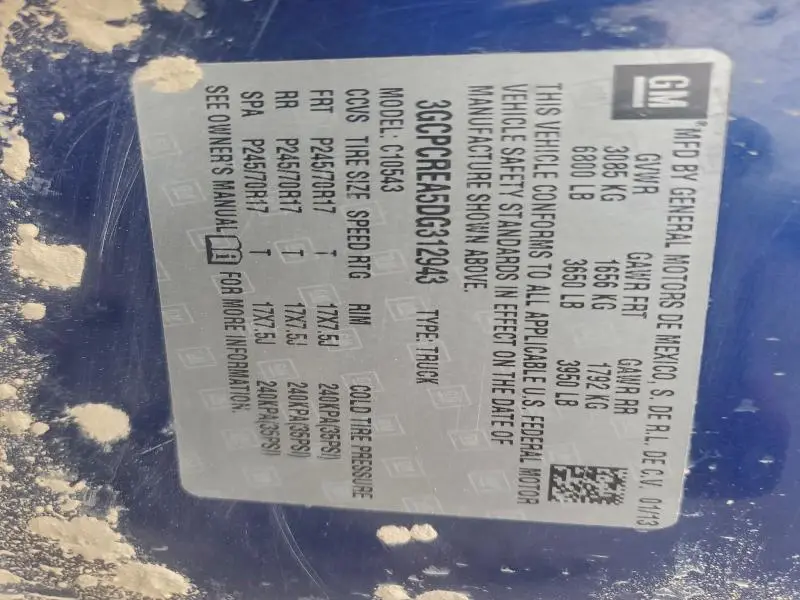 GM
®MFD BY GENERAL MOTORS DE MEXICO, S. DE R.L. DE C.V. 01/13
GVWR GAWR FRT GAWR RR
3085 KG 1656 KG 1792 KG
6800 LB 3650 LB 3950 LB
THIS VEHICLE CONFORMS TO ALL APPLICABLE U.S. FEDERAL MOTOR
VEHICLE SAFETY STANDARDS IN EFFECT ON THE DATE OF
MANUFACTURE SHOWN ABOVE.
3GCPCREA5DG312943 TYPE: TRUCK
MODEL: C10543
CCVS TIRE SIZE SPEED RTG RIM COLD TIRE PRESSURE
FRT P245/70R17 T 17X7.5J 240KPA(35PSI)
RR P245/70R17 T 17X7.5J 240KPA(35PSI)
SPA P245/70R17 T 17X7.5J 240KPA(35PSI)
SEE OWNER'S MANUAL FOR MORE INFORMATION.